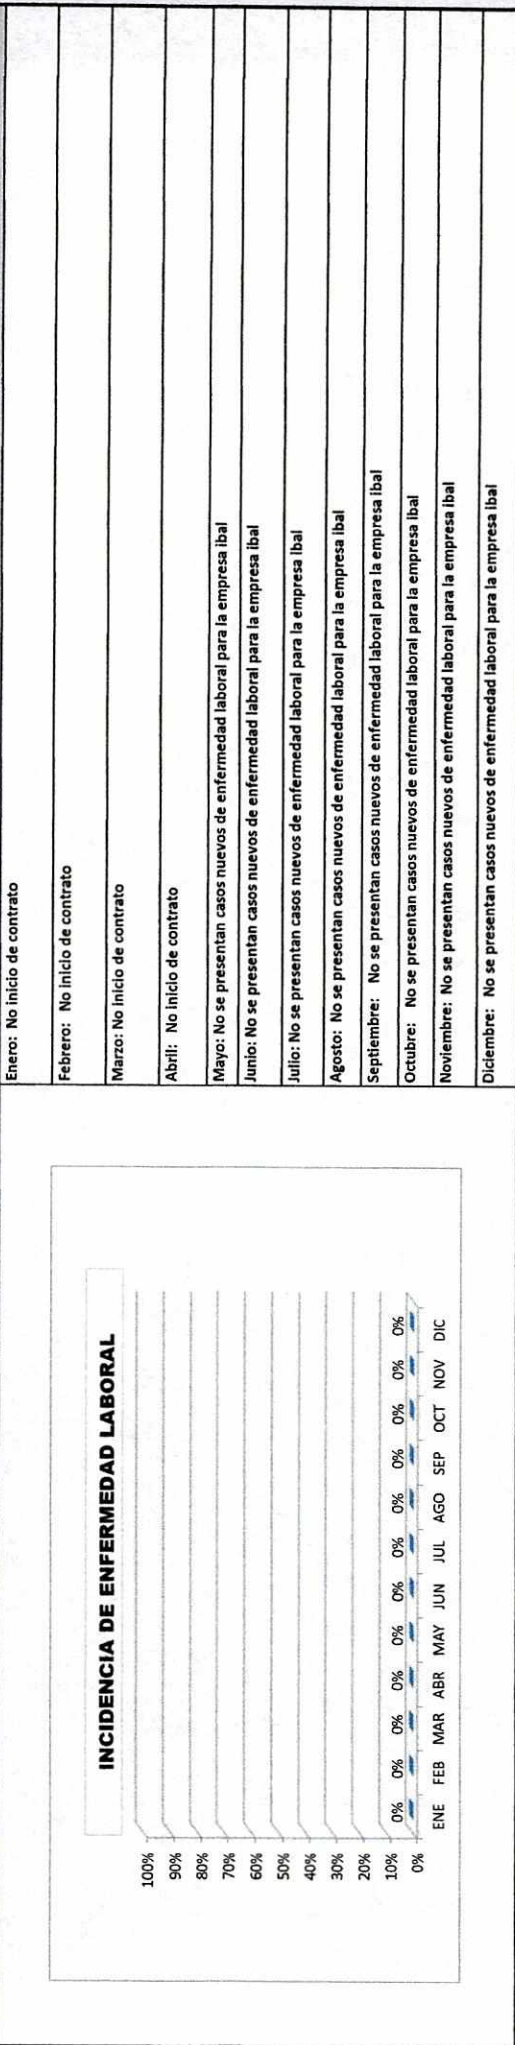 INCIDENCIA DE ENFERMEDAD LABORAL
100%
90%
80%
70%
60%
50%
40%
30%
20%
10%
0%
0% 0% 0% 0% 0% 0% 0% 0% 0% 0% 0% 0%
ENE FEB MAR ABR MAY JUN JUL AGO SEP OCT NOV DIC
Enero: No inicio de contrato
Febrero: No inicio de contrato
Marzo: No inicio de contrato
Abril: No inicio de contrato
Mayo: No se presentan casos nuevos de enfermedad laboral para la empresa ibal
Junio: No se presentan casos nuevos de enfermedad laboral para la empresa ibal
Julio: No se presentan casos nuevos de enfermedad laboral para la empresa ibal
Agosto: No se presentan casos nuevos de enfermedad laboral para la empresa ibal
Septiembre: No se presentan casos nuevos de enfermedad laboral para la empresa ibal
Octubre: No se presentan casos nuevos de enfermedad laboral para la empresa ibal
Noviembre: No se presentan casos nuevos de enfermedad laboral para la empresa ibal
Diciembre: No se presentan casos nuevos de enfermedad laboral para la empresa ibal